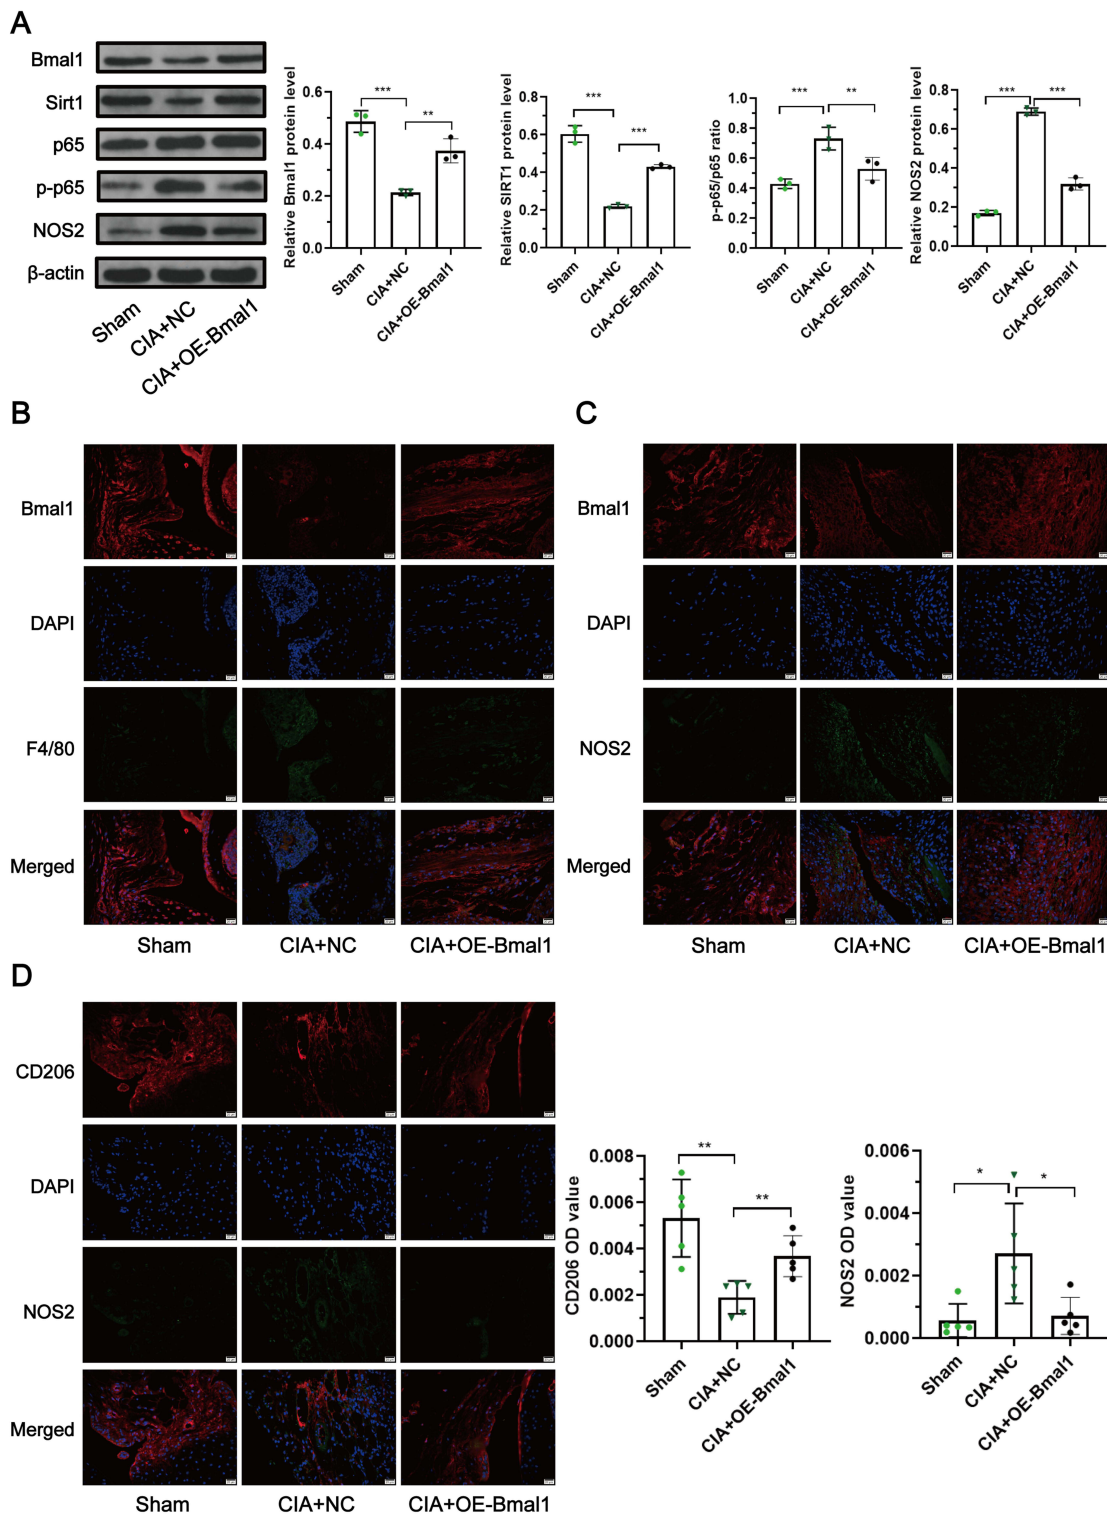 A
Bmal1
Sirt1
p65
p-p65
NOS2
β-actin
Sham
CIA+NC
CIA+OE-Bmal1
Relative Bmal1 protein level
0.6
0.4
0.2
0.0
***
**
Sham
CIA+NC
CIA+OE-Bmal1
Relative SIRT1 protein level
0.8
0.6
0.4
0.2
0.0
***
***
Sham
CIA+NC
CIA+OE-Bmal1
p-p65/p65 ratio
1.0
0.8
0.6
0.4
0.2
0.0
***
**
Sham
CIA+NC
CIA+OE-Bmal1
Relative NOS2 protein level
0.8
0.6
0.4
0.2
0.0
***
***
Sham
CIA+NC
CIA+OE-Bmal1
B
Bmal1
DAPI
F4/80
Merged
Sham
CIA+NC
CIA+OE-Bmal1
C
Bmal1
DAPI
NOS2
Merged
Sham
CIA+NC
CIA+OE-Bmal1
D
CD206
DAPI
NOS2
Merged
Sham
CIA+NC
CIA+OE-Bmal1
CD206 OD value
0.008
0.006
0.004
0.002
0.000
**
**
Sham
CIA+NC
CIA+OE-Bmal1
NOS2 OD value
0.006
0.004
0.002
0.000
*
*
Sham
CIA+NC
CIA+OE-Bmal1